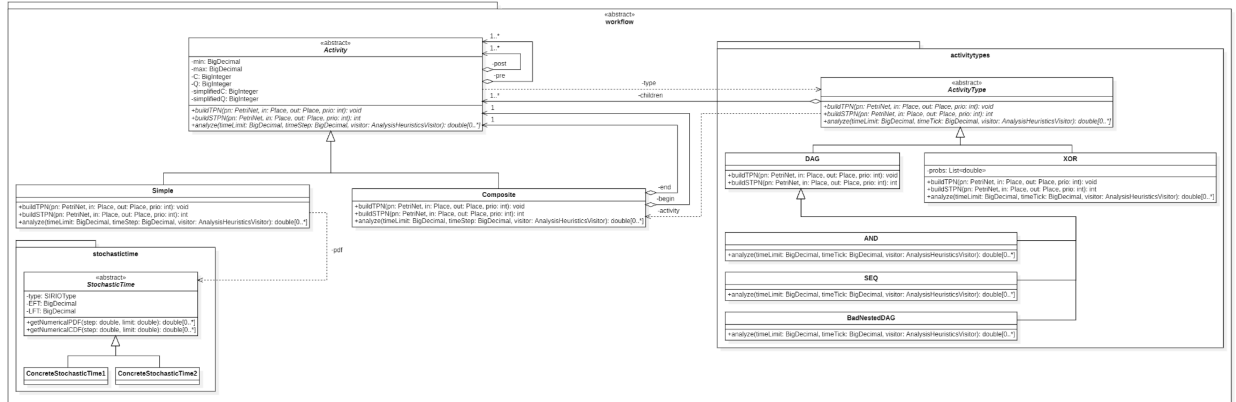 «abstract»
workflow
«abstract»
Activity
-min: BigDecimal
-max: BigDecimal
-C: BigInteger
-Q: BigInteger
-simplifiedC: BigInteger
-simplifiedQ: BigInteger
+buildTPN(pn: PetriNet, in: Place, out: Place, prio: int): void
+buildSTPN(pn: PetriNet, in: Place, out: Place, prio: int): int
+analyze(timeLimit: BigDecimal, timeStep: BigDecimal, visitor: AnalysisHeuristicsVisitor): double[0..*]
1..*
1..*
-post
-pre
-type
1..*
-children
1
1
-end
-begin
-activity
activitytypes
«abstract»
ActivityType
+buildTPN(pn: PetriNet, in: Place, out: Place, prio: int): void
+buildSTPN(pn: PetriNet, in: Place, out: Place, prio: int): int
+analyze(timeLimit: BigDecimal, timeTick: BigDecimal, visitor: AnalysisHeuristicsVisitor): double[0..*]
DAG
+buildTPN(pn: PetriNet, in: Place, out: Place, prio: int): void
+buildSTPN(pn: PetriNet, in: Place, out: Place, prio: int): int
XOR
-probs: List<double>
+buildTPN(pn: PetriNet, in: Place, out: Place, prio: int): void
+buildSTPN(pn: PetriNet, in: Place, out: Place, prio: int): int
+analyze(timeLimit: BigDecimal, timeTick: BigDecimal, visitor: AnalysisHeuristicsVisitor): double[0..*]
Simple
+buildTPN(pn: PetriNet, in: Place, out: Place, prio: int): void
+buildSTPN(pn: PetriNet, in: Place, out: Place, prio: int): int
+analyze(timeLimit: BigDecimal, timeStep: BigDecimal, visitor: AnalysisHeuristicsVisitor): double[0..*]
Composite
+buildTPN(pn: PetriNet, in: Place, out: Place, prio: int): void
+buildSTPN(pn: PetriNet, in: Place, out: Place, prio: int): int
+analyze(timeLimit: BigDecimal, timeStep: BigDecimal, visitor: AnalysisHeuristicsVisitor): double[0..*]
AND
+analyze(timeLimit: BigDecimal, timeTick: BigDecimal, visitor: AnalysisHeuristicsVisitor): double[0..*]
SEQ
+analyze(timeLimit: BigDecimal, timeTick: BigDecimal, visitor: AnalysisHeuristicsVisitor): double[0..*]
BadNestedDAG
+analyze(timeLimit: BigDecimal, timeTick: BigDecimal, visitor: AnalysisHeuristicsVisitor): double[0..*]
-pdf
stochastictime
«abstract»
StochasticTime
-type: SIRIOType
-EFT: BigDecimal
-LFT: BigDecimal
+getNumericalPDF(step: double, limit: double): double[0..*]
+getNumericalCDF(step: double, limit: double): double[0..*]
ConcreteStochasticTime1
ConcreteStochasticTime2